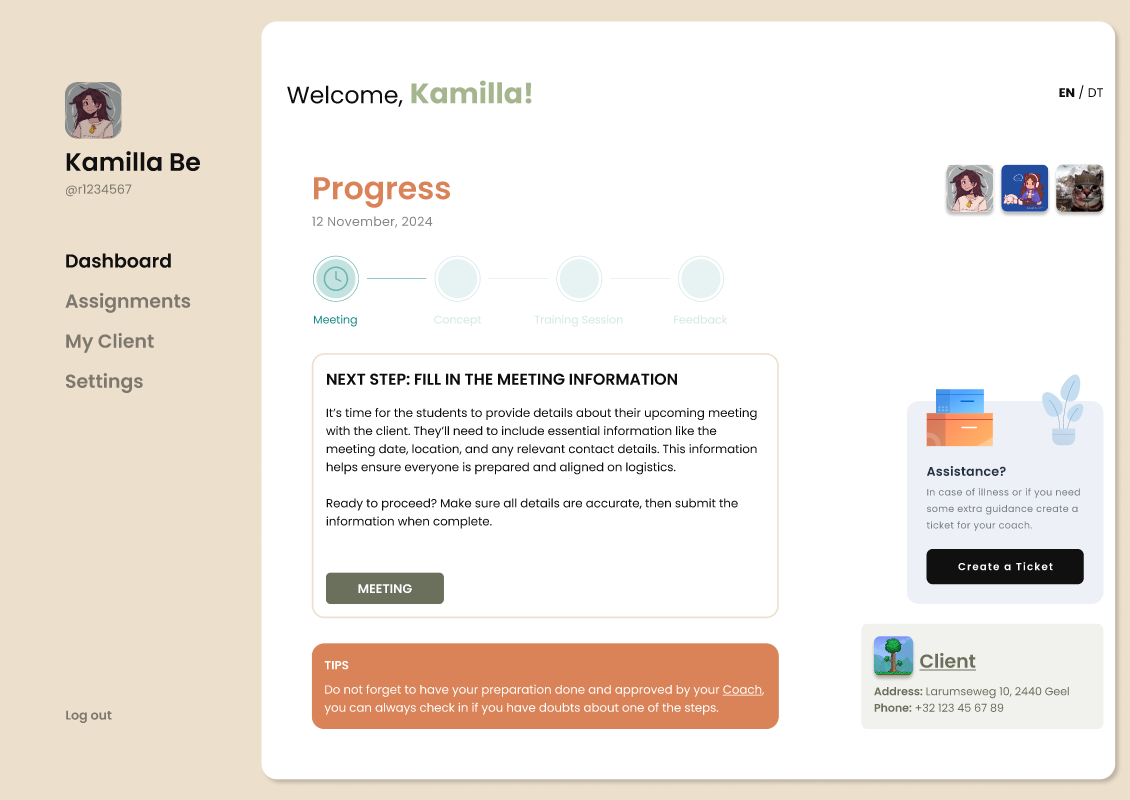 Kamilla Be
@r1234567
Dashboard
Assignments
My Client
Settings
Log out
Welcome, Kamilla!
EN / DT
Progress
12 November, 2024
Meeting
Concept
Training Session
Feedback
NEXT STEP: FILL IN THE MEETING INFORMATION
It’s time for the students to provide details about their upcoming meeting
with the client. They’ll need to include essential information like the
meeting date, location, and any relevant contact details. This information
helps ensure everyone is prepared and aligned on logistics.
Ready to proceed? Make sure all details are accurate, then submit the
information when complete.
MEETING
TIPS
Do not forget to have your preparation done and approved by your Coach,
you can always check in if you have doubts about one of the steps.
Assistance?
In case of illness or if you need
some extra guidance create a
ticket for your coach.
Create a Ticket
Client
Address: Larumseweg 10, 2440 Geel
Phone: +32 123 45 67 89